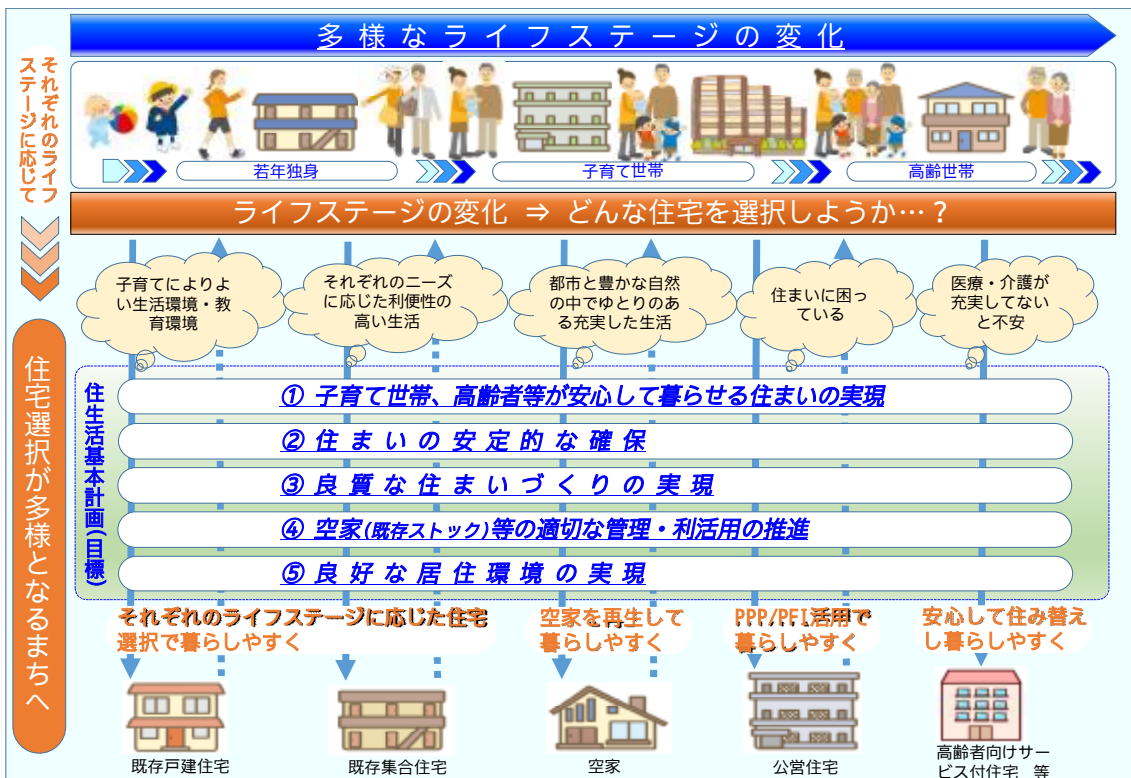 多様なライフステージの変化
それぞれのライフ
ステージに応じて
若年独身
子育て世帯
高齢世帯
ライフステージの変化 ⇒ どんな住宅を選択しようか…？
子育てによりよ
い生活環境・教
育環境
それぞれのニーズ
に応じた利便性の
高い生活
都市と豊かな自然
の中でゆとりのあ
る充実した生活
住まいに困っ
ている
医療・介護が
充実してない
と不安
住宅選択が多様となるまちへ
住生活基本計画(目標)
① 子育て世帯、高齢者等が安心して暮らせる住まいの実現
② 住まいの安定的な確保
③ 良質な住まいづくりの実現
④ 空家(既存ストック)等の適切な管理・利活用の推進
⑤ 良好な居住環境の実現
それぞれのライフステージに応じた住宅
選択で暮らしやすく
空家を再生して
暮らしやすく
PPP/PFI活用で
暮らしやすく
安心して住み替え
し暮らしやすく
既存戸建住宅
既存集合住宅
空家
公営住宅
高齢者向けサー
ビス付住宅　等